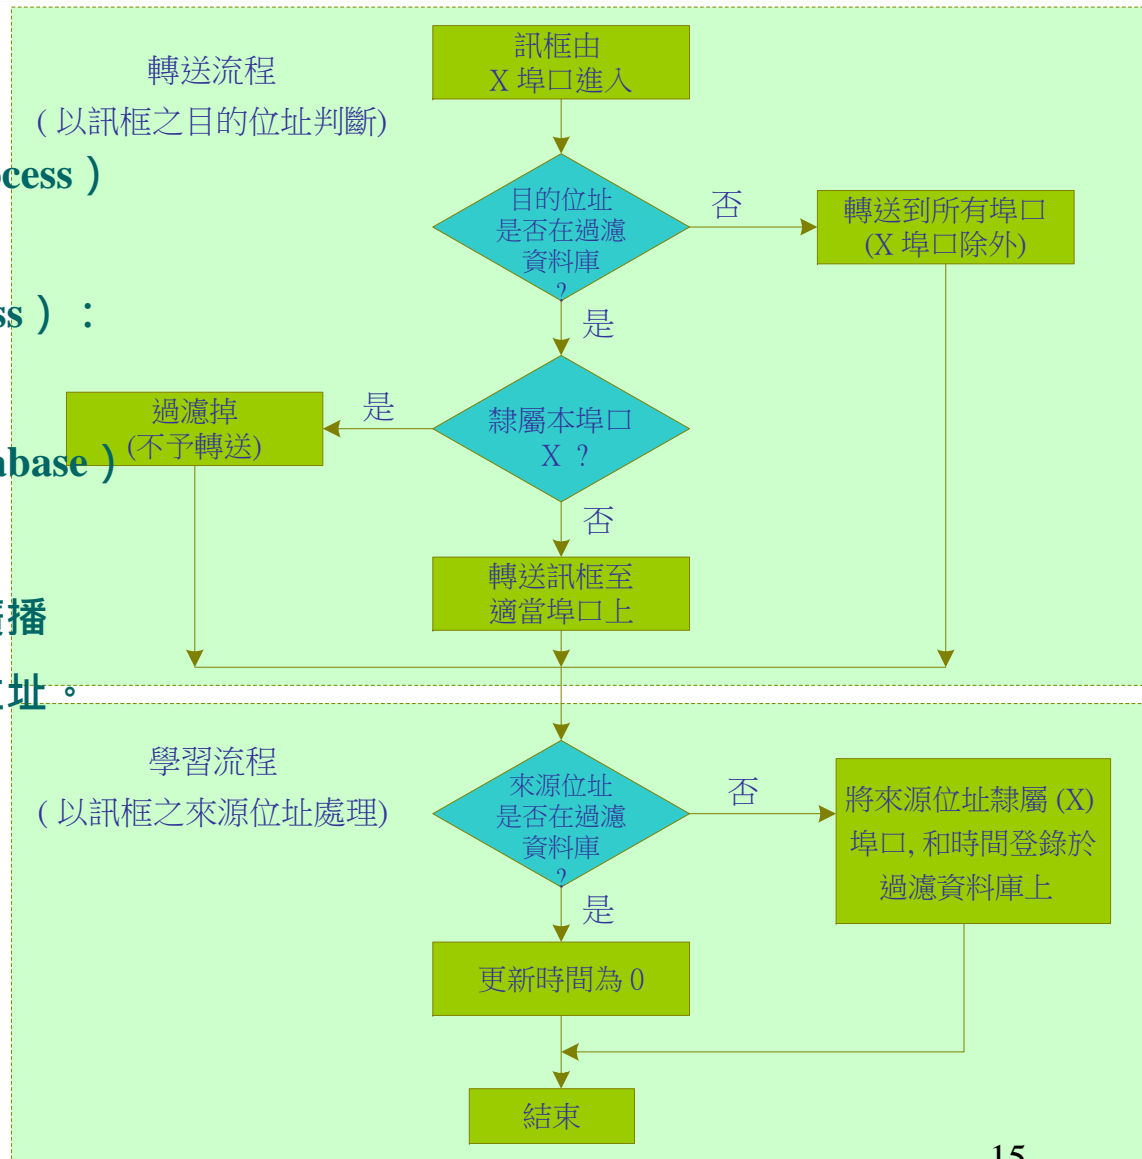 訊框由
X 埠口進入
轉送流程
( 以訊框之目的位址判斷)
cess )
目的位址
是否在過濾
資料庫
?
否
轉送到所有埠口
(X 埠口除外)
ss ) :
是
隸屬本埠口
X ?
是
過濾掉
(不予轉送)
abase )
否
轉送訊框至
適當埠口上
播
址。
學習流程
( 以訊框之來源位址處理)
來源位址
是否在過濾
資料庫
?
否
將來源位址隸屬 (X)
埠口, 和時間登錄於
過濾資料庫上
是
更新時間為 0
結束
15